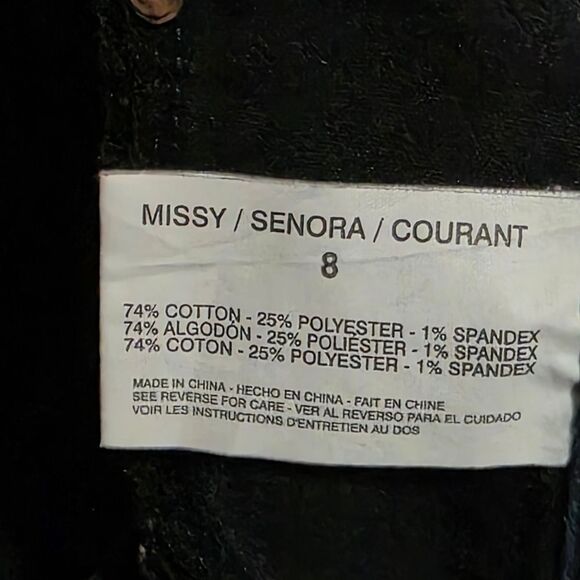 MISSY / SENORA / COURANT
8
74% COTTON - 25% POLYESTER - 1% SPANDEX
74% ALGODÓN - 25% POLIÉSTER - 1% SPANDEX
74% COTON - 25% POLYESTER - 1% SPANDEX
MADE IN CHINA - HECHO EN CHINA - FAIT EN CHINE
SEE REVERSE FOR CARE - VER AL REVERSO PARA EL CUIDADO
VOIR LES INSTRUCTIONS D'ENTRETIEN AU DOS